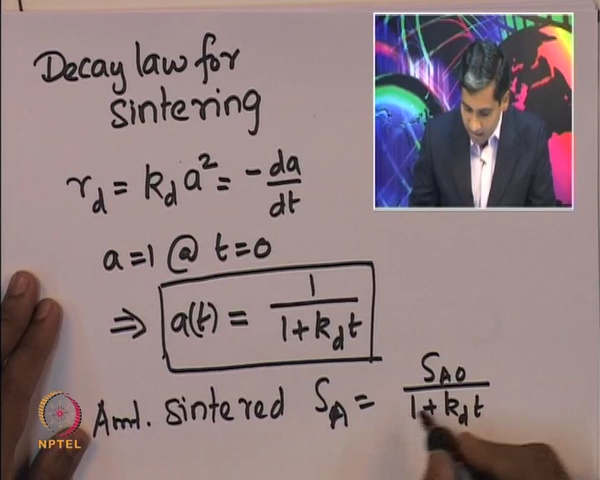 Decay law for
sintering
r_d = k_d a² = -da/dt
a=1 @ t=0
⇒ a(t) = 1/(1+k_d t)
Amt. sintered S_A = S_A0/(1+k_d t)
NPTEL